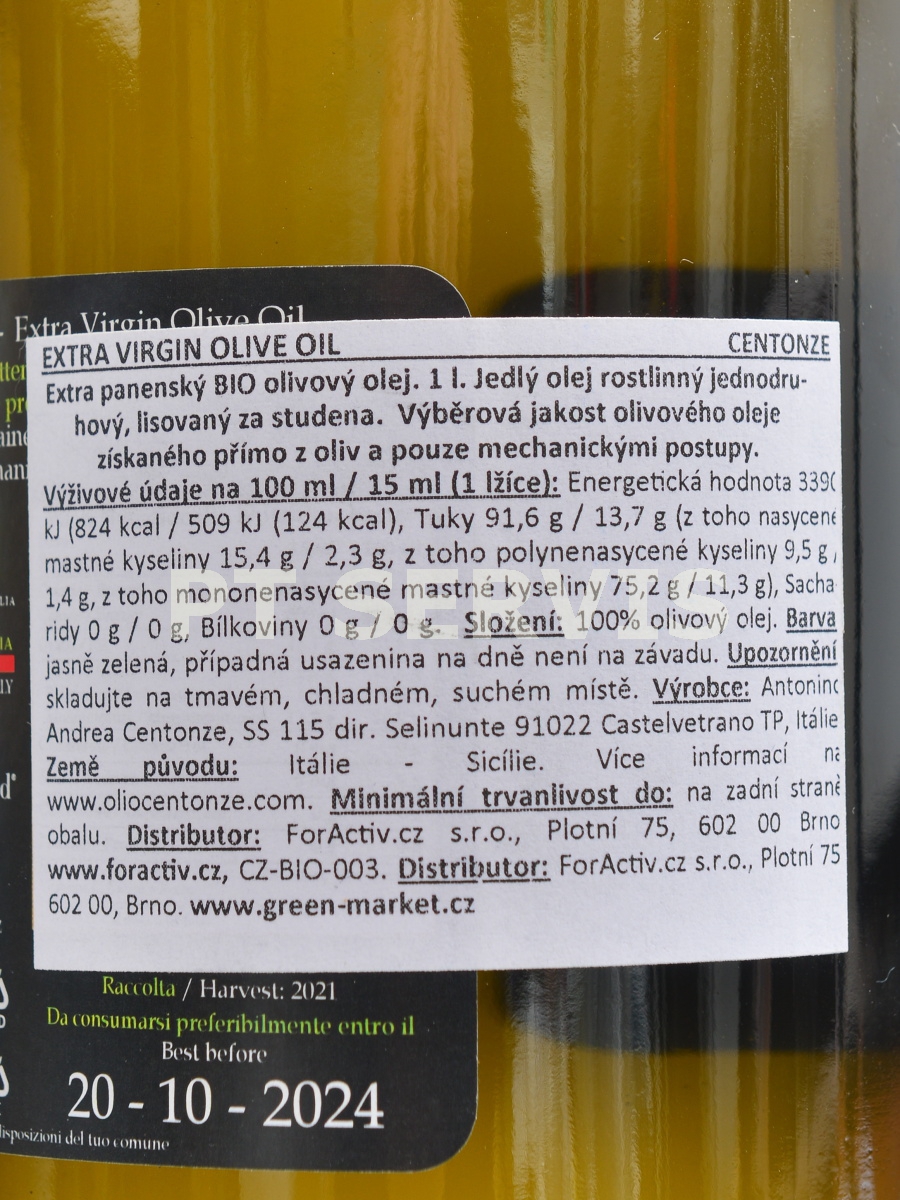 - Extra Virgin Olive Oil
EXTRA VIRGIN OLIVE OIL CENTONZE
Extra panenský BIO olivový olej. 1 l. Jedlý olej rostlinný jednodru-
hový, lisovaný za studena. Výběrová jakost olivového oleje
získaného přímo z oliv a pouze mechanickými postupy.
Výživové údaje na 100 ml / 15 ml (1 lžíce): Energetická hodnota 3390
kJ (824 kcal / 509 kJ (124 kcal), Tuky 91,6 g / 13,7 g (z toho nasycené
mastné kyseliny 15,4 g / 2,3 g, z toho polynenasycené kyseliny 9,5 g /
1,4 g, z toho mononenasycené mastné kyseliny 75,2 g / 11,3 g), Sacha-
ridy 0 g / 0 g, Bílkoviny 0 g / 0 g. Složení: 100% olivový olej. Barva
jasně zelená, případná usazenina na dně není na závadu. Upozornění
skladujte na tmavém, chladném, suchém místě. Výrobce: Antonino
Andrea Centonze, SS 115 dir. Selinunte 91022 Castelvetrano TP, Itálie
Země původu: Itálie - Sicílie. Více informací na
www.oliocentonze.com. Minimální trvanlivost do: na zadní straně
obalu. Distributor: ForActiv.cz s.r.o., Plotní 75, 602 00 Brno
www.foractiv.cz, CZ-BIO-003. Distributor: ForActiv.cz s.r.o., Plotní 75
602 00, Brno. www.green-market.cz
PT SERVIS
Raccolta / Harvest: 2021
Da consumarsi preferibilmente entro il
Best before
20 - 10 - 2024
disposizioni del tuo comune